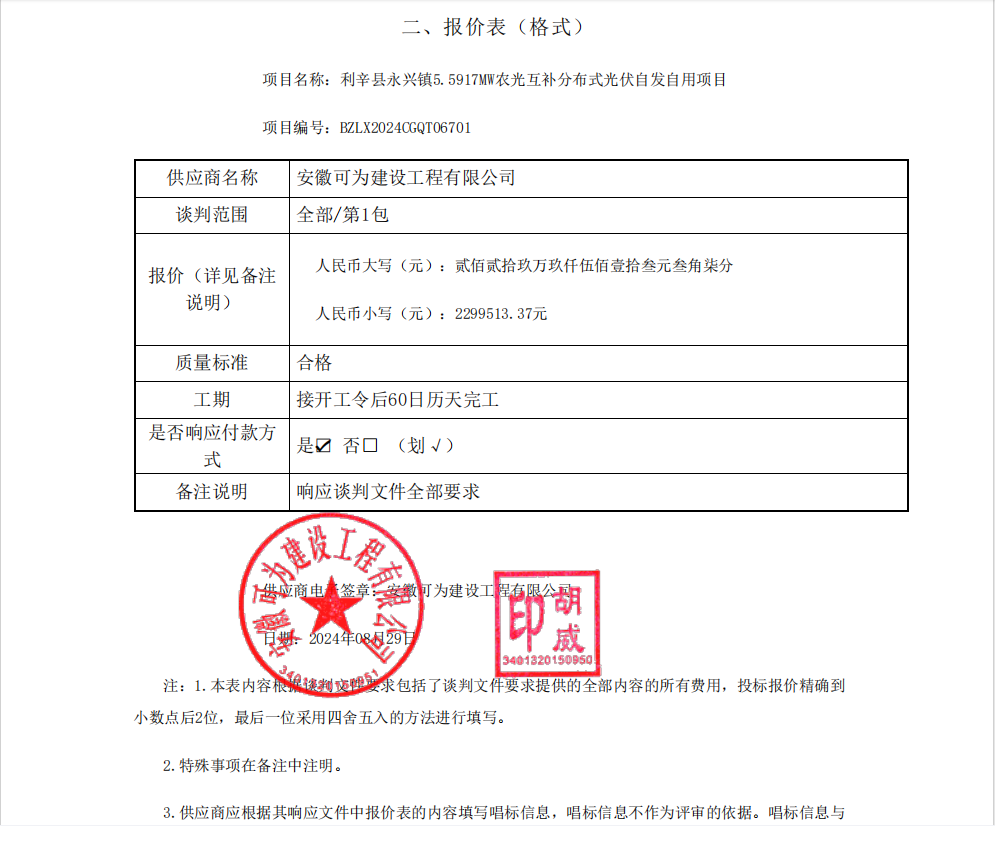 二、报价表（格式）
项目名称：利辛县永兴镇5.5917MW农光互补分布式光伏自发自用项目
项目编号：BZLX2024CGQT06701
供应商名称 安徽可为建设工程有限公司
谈判范围 全部/第1包
报价（详见备注
说明）
人民币大写（元）：贰佰贰拾玖万玖仟伍佰壹拾叁元叁角柒分
人民币小写（元）：2299513.37元
质量标准 合格
工期 接开工令后60日历天完工
是否响应付款方
式
是☑ 否☐ （划√）
备注说明 响应谈判文件全部要求
安徽可为建设工程有限公司
供应商电子签章：安徽可为建设工程有限公司
日期：2024年08月29日
印 胡威
3401320150950
注：1.本表内容根据谈判文件要求包括了谈判文件要求提供的全部内容的所有费用，投标报价精确到
小数点后2位，最后一位采用四舍五入的方法进行填写。
2.特殊事项在备注中注明。
3.供应商应根据其响应文件中报价表的内容填写唱标信息，唱标信息不作为评审的依据。唱标信息与